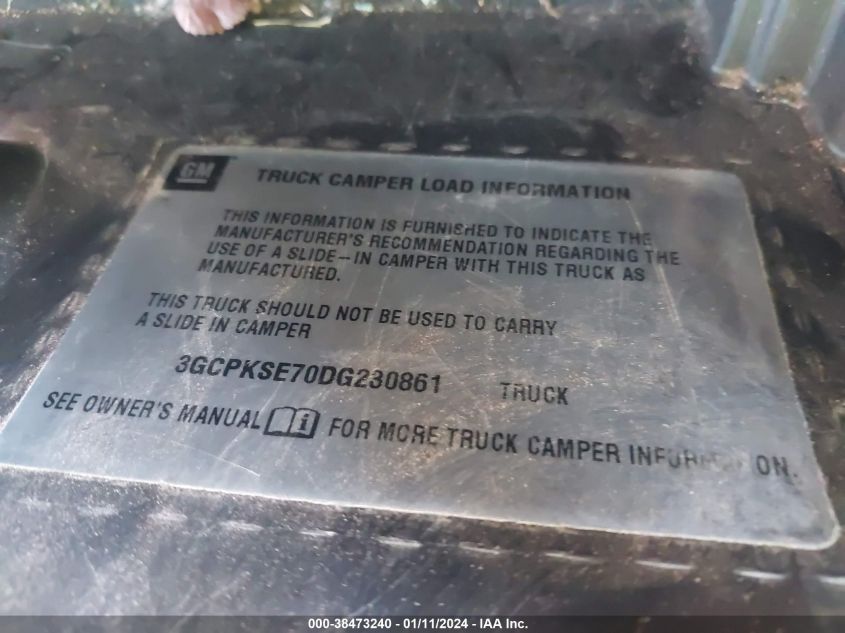 GM
TRUCK CAMPER LOAD INFORMATION
THIS INFORMATION IS FURNISHED TO INDICATE THE
MANUFACTURER'S RECOMMENDATION REGARDING THE
USE OF A SLIDE—IN CAMPER WITH THIS TRUCK AS
MANUFACTURED.
THIS TRUCK SHOULD NOT BE USED TO CARRY
A SLIDE IN CAMPER
3GCPKSE70DG230861 TRUCK
SEE OWNER'S MANUAL i FOR MORE TRUCK CAMPER INFORMATION.
000-38473240 - 01/11/2024 - IAA Inc.